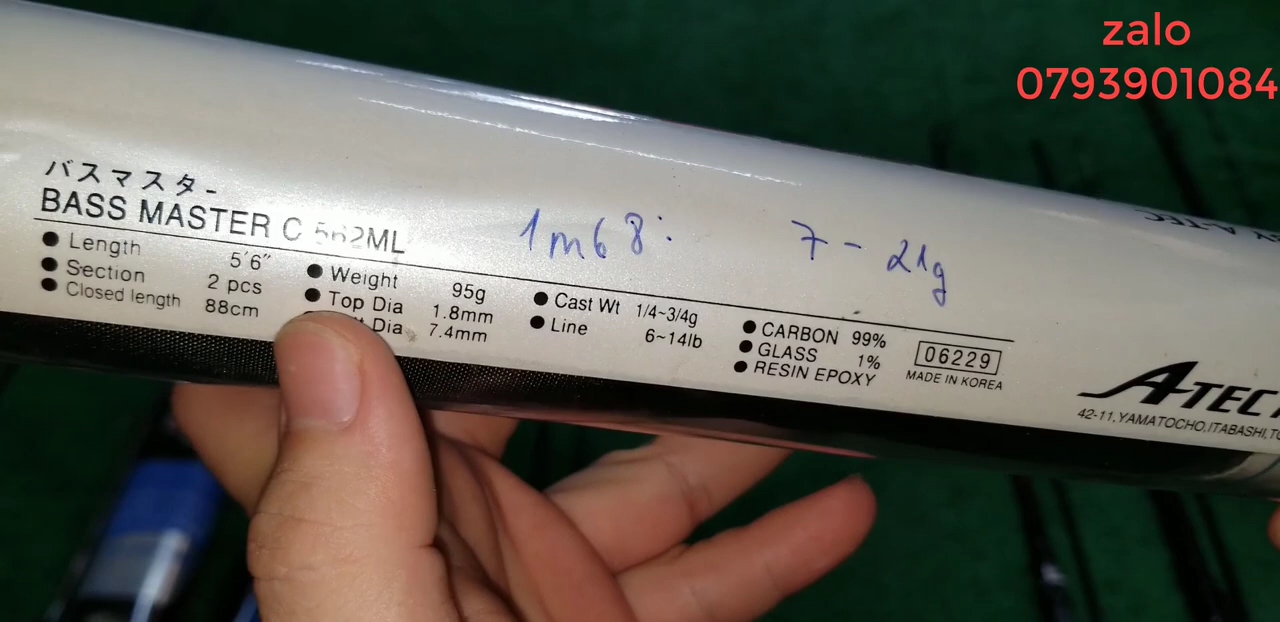 zalo
0793901084
バスマスター
BASS MASTER C 562ML
1m68: 7-21g
Length 5'6"
Section 2 pcs
Closed length 88cm
Weight 95g
Top Dia 1.8mm
Dia 7.4mm
Cast Wt 1/4~3/4g
Line 6~14lb
CARBON 99%
GLASS 1%
RESIN EPOXY
06229
MADE IN KOREA
A-TEC
42-11,YAMATOCHO,ITABASHI,